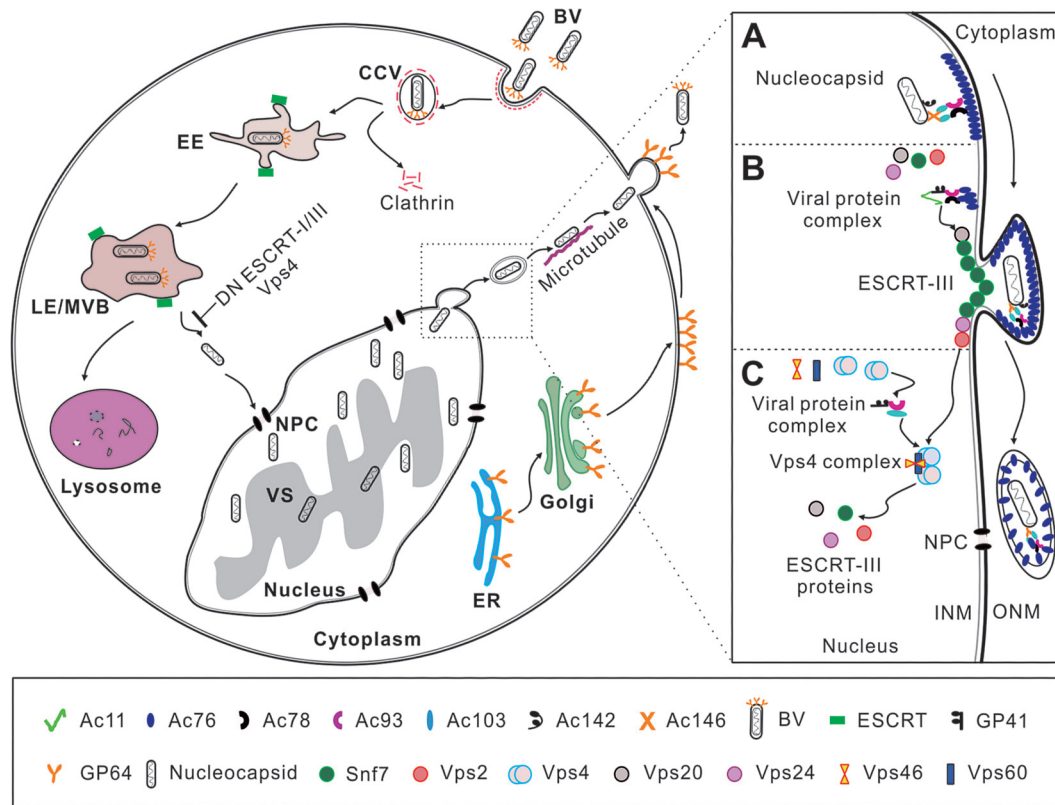 BV
CCV
EE
Clathrin
DN ESCRT-I/III
Vps4
LE/MVB
Microtubule
NPC
Lysosome
VS
Golgi
Nucleus
ER
Cytoplasm
A
Cytoplasm
Nucleocapsid
B
Viral protein
complex
ESCRT-III
C
Viral protein
complex
Vps4 complex
NPC
ESCRT-III
proteins
INM
ONM
Nucleus
Ac11
Ac76
Ac78
Ac93
Ac103
Ac142
Ac146
BV
ESCRT
GP41
GP64
Nucleocapsid
Snf7
Vps2
Vps4
Vps20
Vps24
Vps46
Vps60